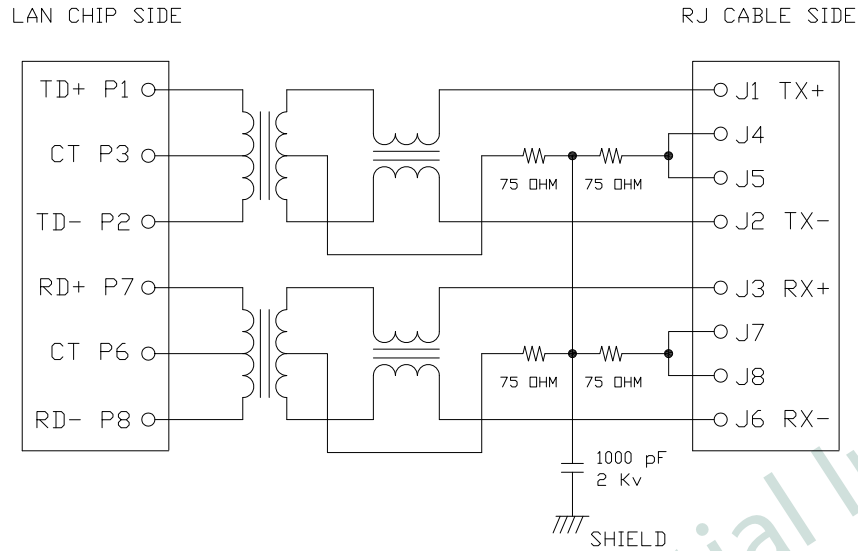 LAN CHIP SIDE RJ CABLE SIDE
TD+ P1 J1 TX+
J4
CT P3
75 OHM 75 OHM J5
TD- P2 J2 TX-
RD+ P7 J3 RX+
J7
CT P6
75 OHM 75 OHM J8
RD- P8 J6 RX-
1000 pF
2 Kv
SHIELD